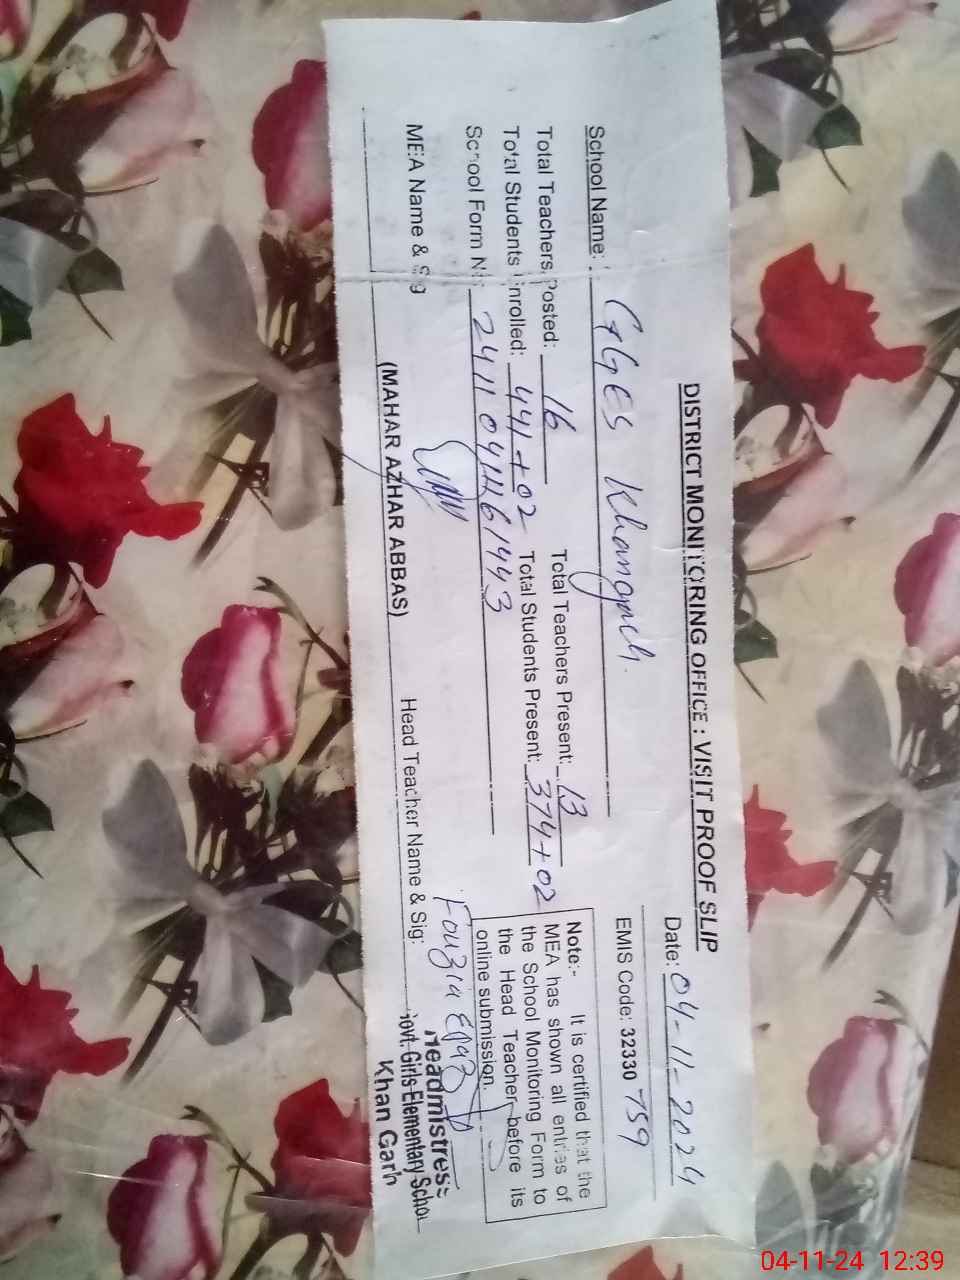 DISTRICT MONITORING OFFICE : VISIT PROOF SLIP
Date: 04-11-2024
School Name: GGES Khangarh.
EMIS Code: 32330 759
Total Teachers Posted: 16 Total Teachers Present: 13
Total Students Enrolled: 441+02 Total Students Present: 374+02
School Form No:
Note:- It is certified that the
MEA has shown all entries of
the School Monitoring Form to
the Head Teacher before its
online submission.
MEA Name & Sig
(MAHAR AZHAR ABBAS)
Head Teacher Name & Sig: Fouzia
Headmistress
Govt. Girls Elementary School
Khan Garh
04-11-24 12:39